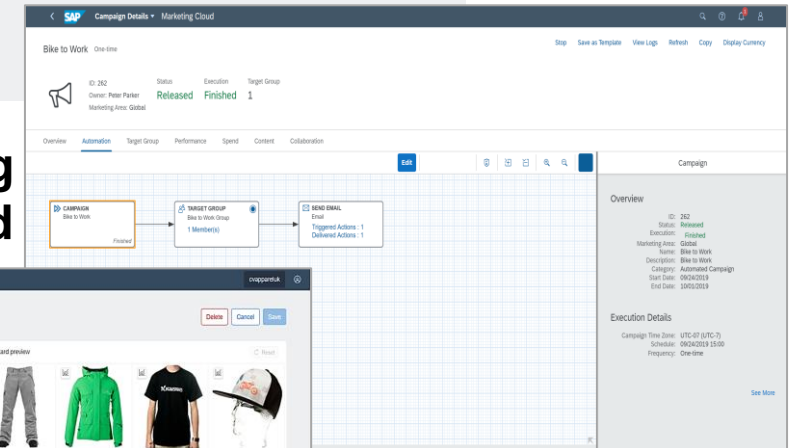 SAP Campaign Details Marketing Cloud
Bike to Work One-time
Stop Save as Template View Logs Refresh Copy Display Currency
ID: 262
Owner: Peter Parker
Marketing Area: Global
Status
Released
Execution
Finished
Target Group
1
Overview Automation Target Group Performance Spend Content Collaboration
g
d
Edit
CAMPAIGN
Bike to Work
Finished
TARGET GROUP
Bike to Work Group
1 Member(s)
SEND EMAIL
Email
Triggered Actions : 1
Delivered Actions : 1
Campaign
Overview
ID: 262
Status: Released
Execution: Finished
Marketing Area: Global
Name: Bike to Work
Description: Bike to Work
Category: Automated Campaign
Start Date: 09/24/2019
End Date: 10/01/2019
Execution Details
Campaign Time Zone: UTC-07 (UTC-7)
Schedule: 09/24/2019 15:00
Frequency: One-time
See More
cvappareluk
Delete Cancel Save
ard preview
Reset